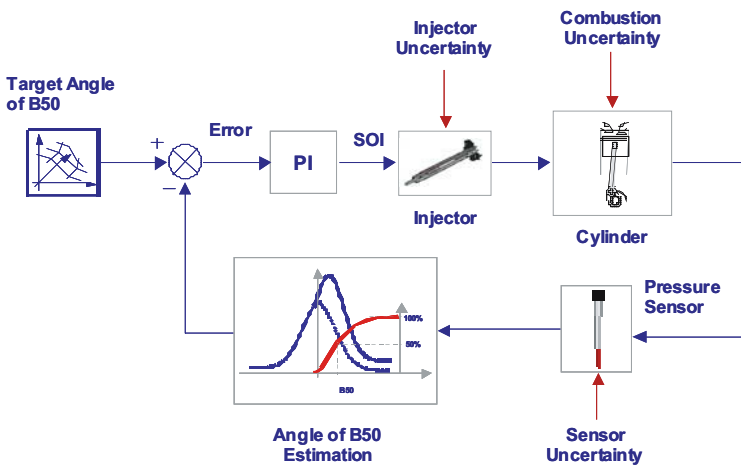 Injector
Uncertainty
Combustion
Uncertainty
Target Angle
of B50
+
Error
PI
SOI
−
Injector
Cylinder
Pressure
Sensor
100%
50%
B50
Angle of B50
Estimation
Sensor
Uncertainty